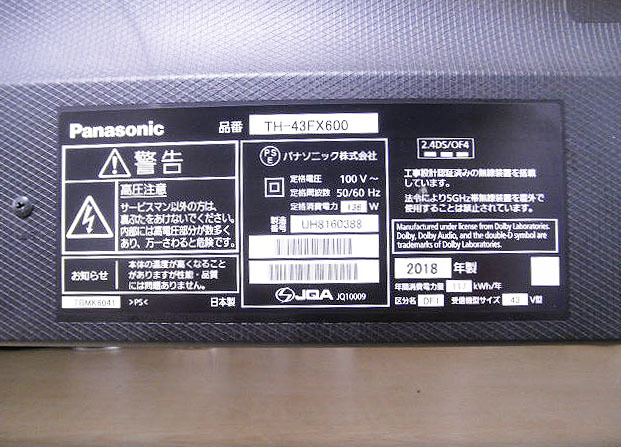 Panasonic
品番 TH-43FX600
警告
高圧注意
サービスマン以外の方は、
裏ぶたをあけないでください。
内部には高電圧部分が数多く
あり、万一さわると危険です。
お知らせ
本体の温度が高くなること
がありますが性能・品質
には問題ありません。
TBMK6041 >PS< 日本製
PSE パナソニック株式会社
定格電圧 100 V~
定格周波数 50/60 Hz
定格消費電力 136 W
製造番号 UH8160388
JQA JQ10009
2.4DS/OF4
工事設計認証済みの無線装置を搭載
しています。
法令により5GHz帯無線装置を屋外で
使用することは禁止されています。
Manufactured under license from Dolby Laboratories.
Dolby, Dolby Audio, and the double-D symbol are
trademarks of Dolby Laboratories.
2018 年製
年間消費電力量 kWh/年
区分名 DF1 受信機型サイズ 43 V型